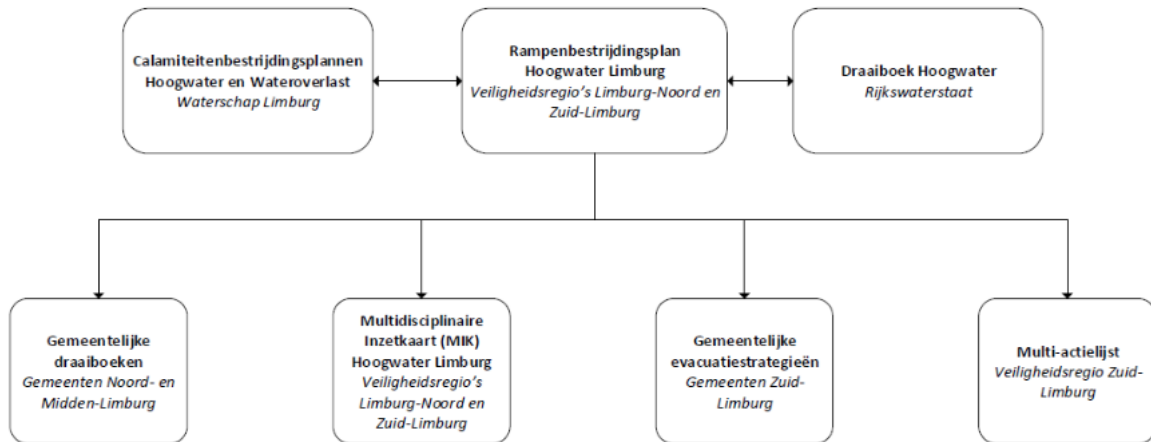 Calamiteitenbestrijdingsplannen
Hoogwater en Wateroverlast
Waterschap Limburg
Rampenbestrijdingsplan
Hoogwater Limburg
Veiligheidsregio's Limburg-Noord en
Zuid-Limburg
Draaiboek Hoogwater
Rijkswaterstaat
Gemeentelijke
draaiboeken
Gemeenten Noord- en
Midden-Limburg
Multidisciplinaire
Inzetkaart (MIK)
Hoogwater Limburg
Veiligheidsregio's
Limburg-Noord en
Zuid-Limburg
Gemeentelijke
evacuatiestrategieën
Gemeenten Zuid-
Limburg
Multi-actielijst
Veiligheidsregio Zuid-
Limburg